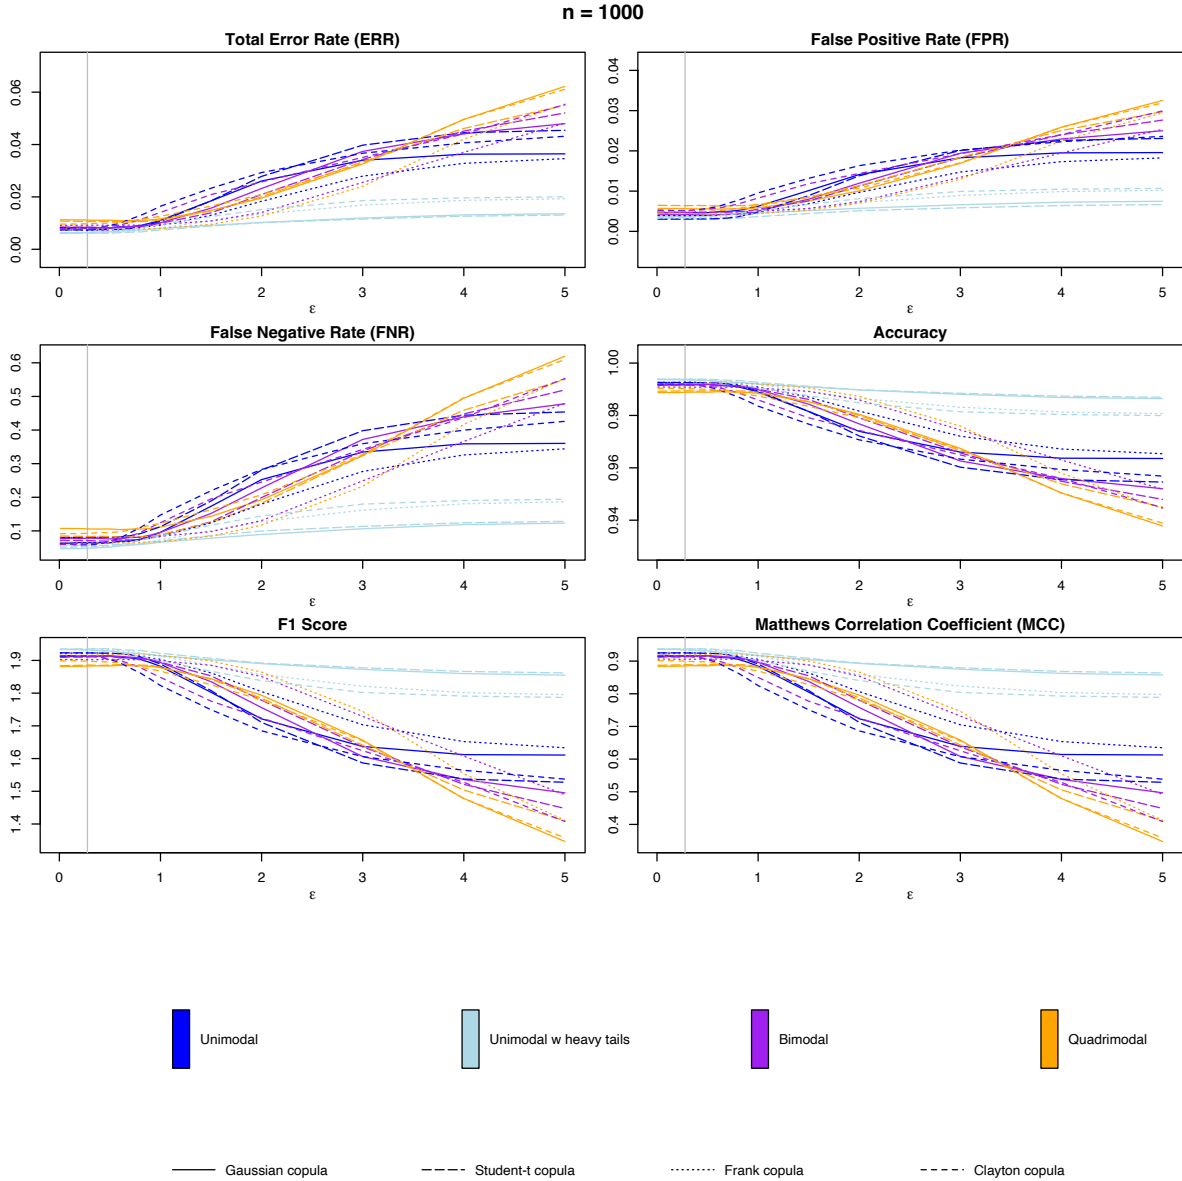 n = 1000
Total Error Rate (ERR)
0.00 0.02 0.04 0.06
0 1 2 3 4 5
ε
False Positive Rate (FPR)
0.00 0.01 0.02 0.03 0.04
0 1 2 3 4 5
ε
False Negative Rate (FNR)
0.1 0.2 0.3 0.4 0.5 0.6
0 1 2 3 4 5
ε
Accuracy
0.94 0.96 0.98 1.00
0 1 2 3 4 5
ε
F1 Score
1.4 1.5 1.6 1.7 1.8 1.9
0 1 2 3 4 5
ε
Matthews Correlation Coefficient (MCC)
0.4 0.5 0.6 0.7 0.8 0.9
0 1 2 3 4 5
ε
Unimodal Unimodal w heavy tails Bimodal Quadrimodal
Gaussian copula Student-t copula Frank copula Clayton copula